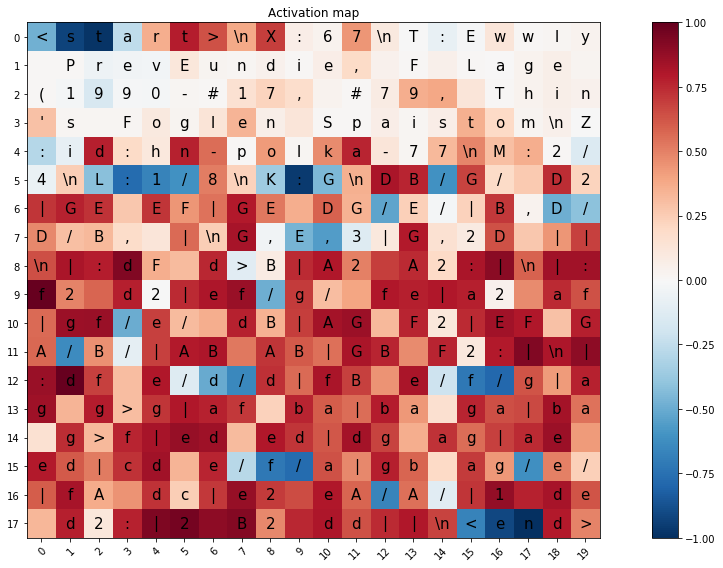 Activation map
0 < s t a r t > \n X : 6 7 \n T : E w w l y
1 P r e v E u n d i e , F L a g e
2 ( 1 9 9 0 - # 1 7 , # 7 9 , T h i n
3 ' s F o g l e n S p a i s t o m \n Z
4 : i d : h n - p o l k a - 7 7 \n M : 2 /
5 4 \n L : 1 / 8 \n K : G \n D B / G / D 2
6 | G E E F | G E D G / E / | B , D /
7 D / B , | \n G , E , 3 | G , 2 D | |
8 \n | : d F d > B | A 2 A 2 : | \n | :
9 f 2 d 2 | e f / g / f e | a 2 a f
10 | g f / e / d B | A G F 2 | E F G
11 A / B / | A B A B | G B F 2 : | \n |
12 : d f e / d / d | f B e / f / g | a
13 g g > g | a f b a | b a g a | b a
14 g > f | e d e d | d g a g | a e
15 e d | c d e / f / a | g b a g / e /
16 | f A d c | e 2 e A / A / | 1 d e
17 d 2 : | 2 B 2 d d | | \n < e n d >
0 1 2 3 4 5 6 7 8 9 10 11 12 13 14 15 16 17 18 19
1.00
0.75
0.50
0.25
0.00
−0.25
−0.50
−0.75
−1.00